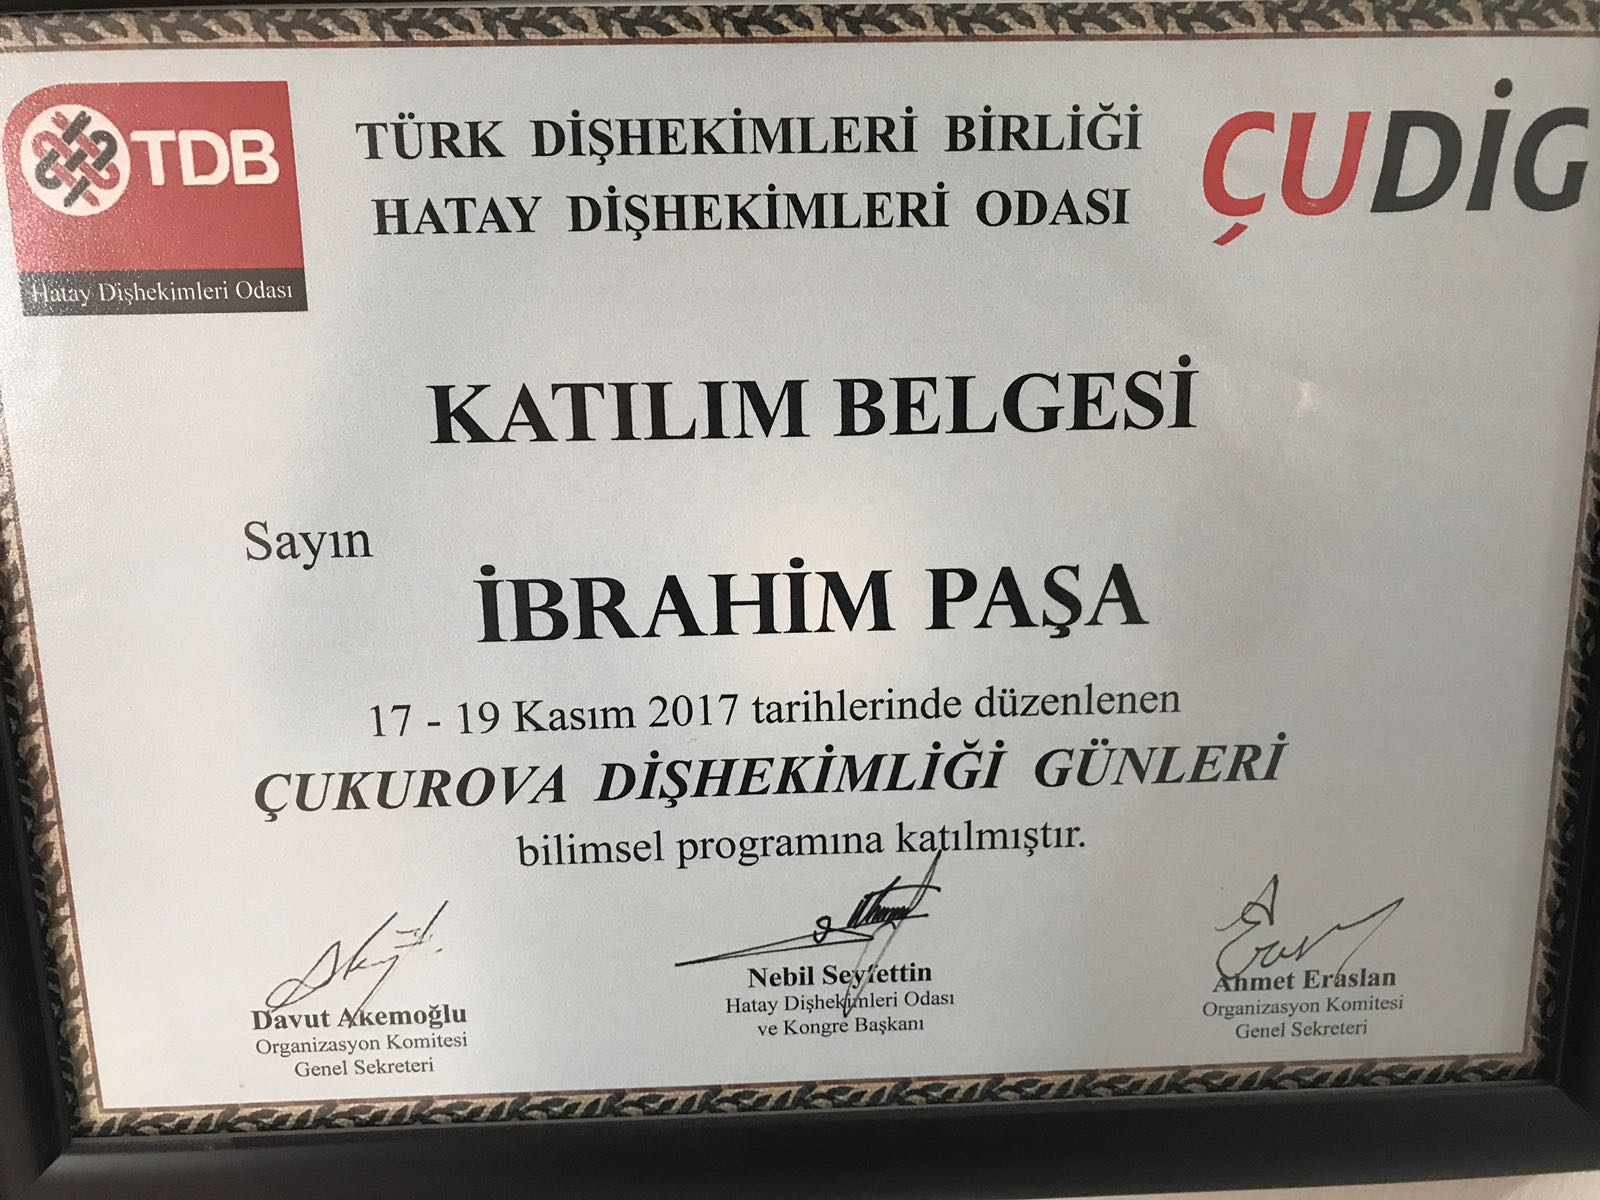 TDB
Hatay Dişhekimleri Odası
TÜRK DİŞHEKİMLERİ BİRLİĞİ
HATAY DİŞHEKİMLERİ ODASI
ÇUDİG
KATILIM BELGESİ
Sayın
İBRAHİM PAŞA
17 - 19 Kasım 2017 tarihlerinde düzenlenen
ÇUKUROVA DİŞHEKİMLİĞİ GÜNLERİ
bilimsel programına katılmıştır.
Davut Akemoğlu
Organizasyon Komitesi
Genel Sekreteri
Nebil Seyfettin
Hatay Dişhekimleri Odası
ve Kongre Başkanı
Ahmet Eraslan
Organizasyon Komitesi
Genel Sekreteri